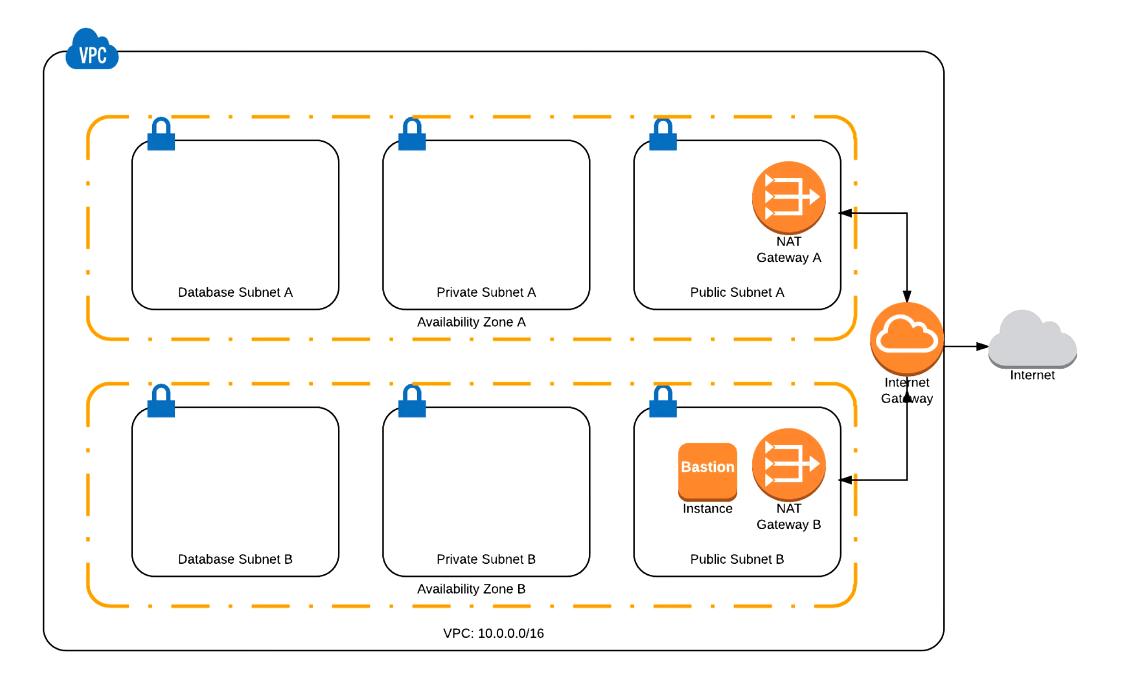 VPC
NAT
Gateway A
Database Subnet A
Private Subnet A
Public Subnet A
Availability Zone A
Internet
Gateway
Internet
Bastion
Instance
NAT
Gateway B
Database Subnet B
Private Subnet B
Public Subnet B
Availability Zone B
VPC: 10.0.0.0/16